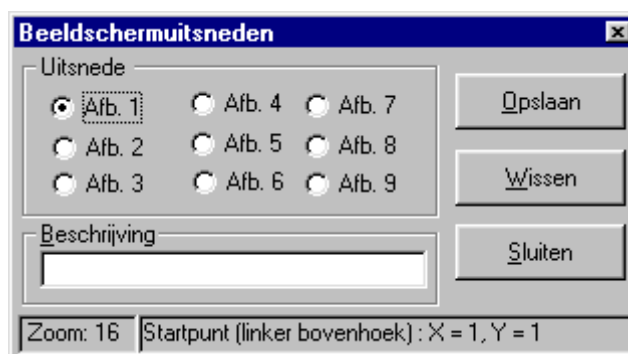 Beeldschermuitsneden
Uitsnede
Afb. 1 Afb. 4 Afb. 7
Afb. 2 Afb. 5 Afb. 8
Afb. 3 Afb. 6 Afb. 9
Opslaan
Wissen
Sluiten
Beschrijving
Zoom: 16 Startpunt (linker bovenhoek) : X = 1, Y = 1